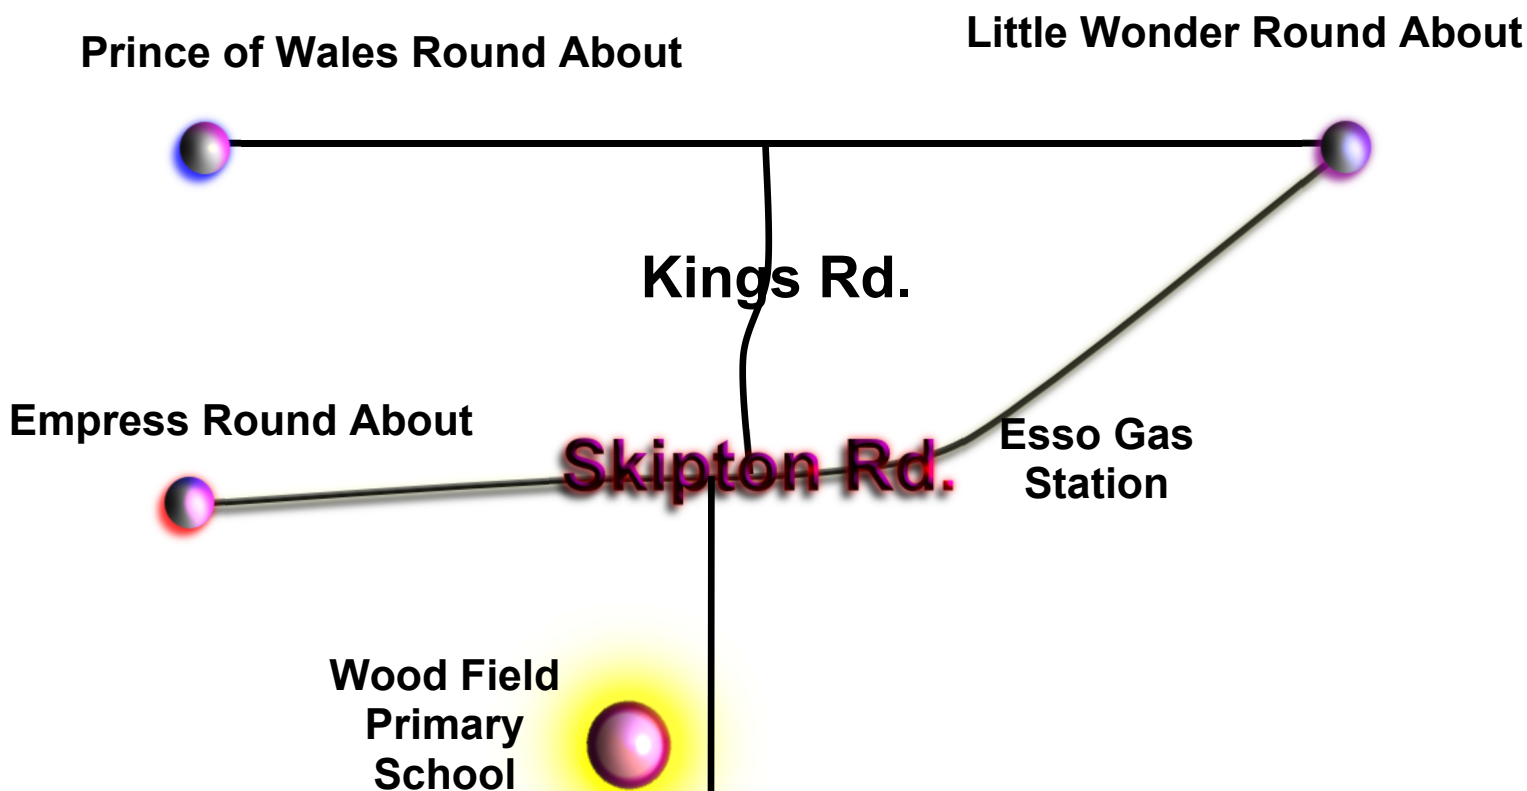 Prince of Wales Round About
Little Wonder Round About
Kings Rd.
Empress Round About
Skipton Rd.
Esso Gas
Station
Wood Field
Primary
School